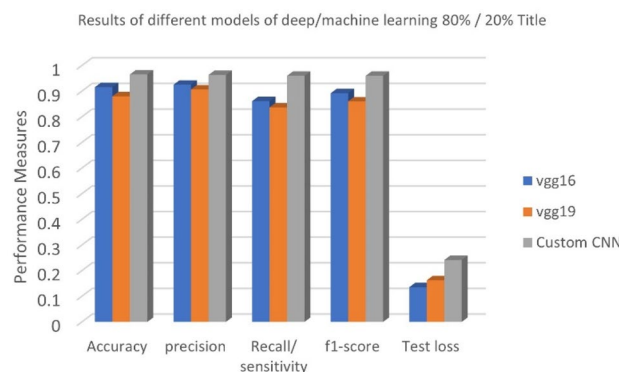 Results of different models of deep/machine learning 80% / 20% Title
Performance Measures
1
0.9
0.8
0.7
0.6
0.5
0.4
0.3
0.2
0.1
0
Accuracy
precision
Recall/
sensitivity
f1-score
Test loss
vgg16
vgg19
Custom CNN